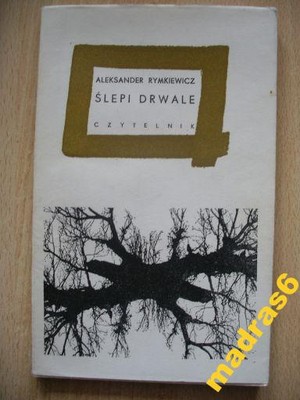 ALEKSANDER RYMKIEWICZ
ŚLEPI DRWALE
CZYTELNIK
madras6